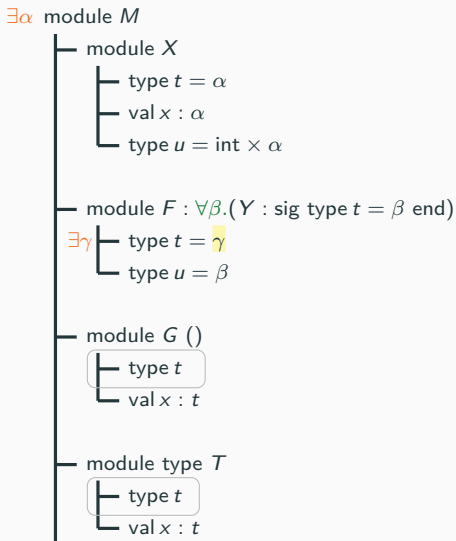 ∃α module M
module X
type t = α
val x : α
type u = int × α
module F : ∀β.(Y : sig type t = β end)
∃γ type t = γ
type u = β
module G ()
type t
val x : t
module type T
type t
val x : t